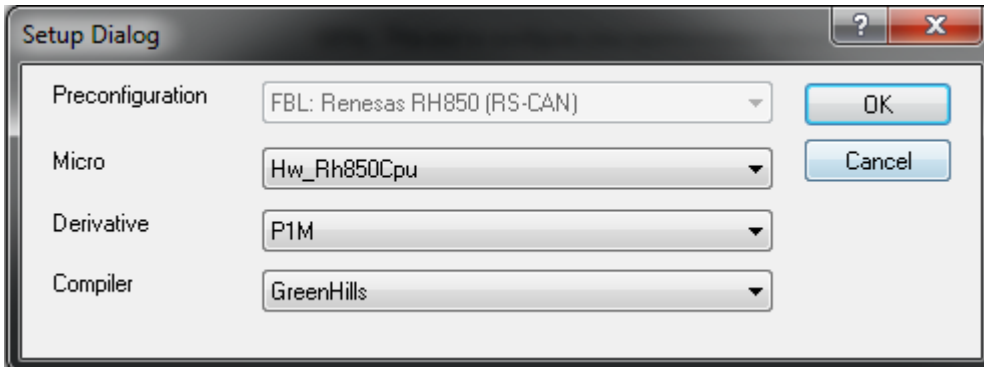 Setup Dialog
?
X
Preconfiguration FBL: Renesas RH850 (RS-CAN) OK
Micro Hw_Rh850Cpu Cancel
Derivative P1M
Compiler GreenHills